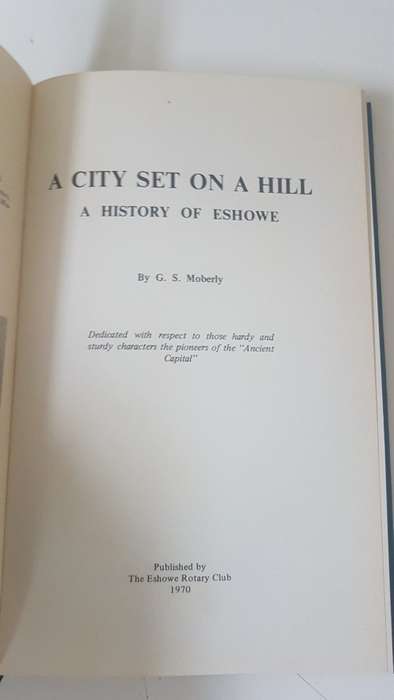 A CITY SET ON A HILL
A HISTORY OF ESHOWE
By G. S. Moberly
Dedicated with respect to those hardy and
sturdy characters the pioneers of the "Ancient
Capital"
Published by
The Eshowe Rotary Club
1970